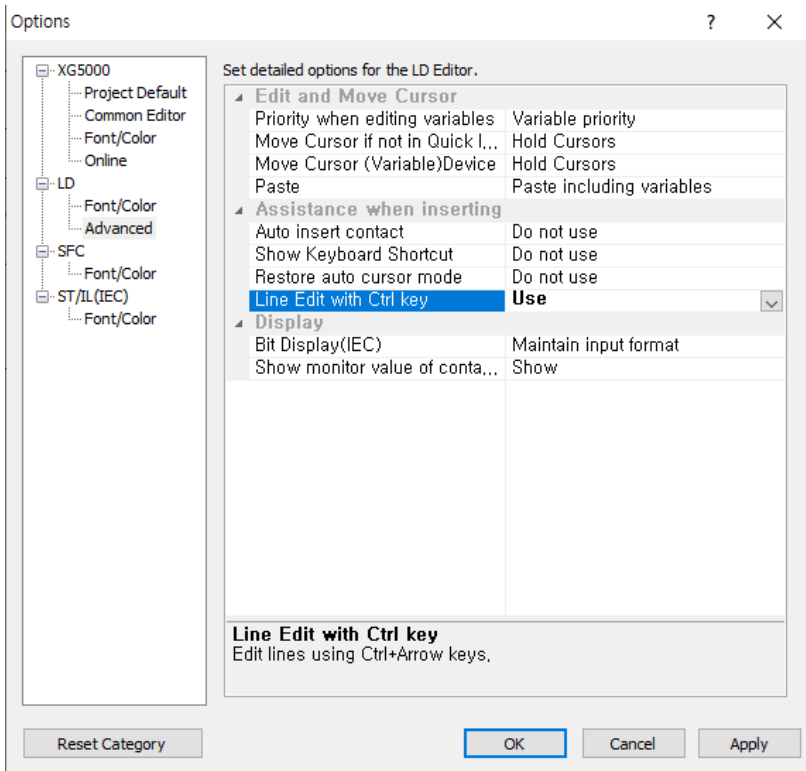 Options
?
XG5000
Project Default
Common Editor
Font/Color
Online
LD
Font/Color
Advanced
SFC
Font/Color
ST/IL(IEC)
Font/Color
Set detailed options for the LD Editor.
Edit and Move Cursor
Priority when editing variables Variable priority
Move Cursor if not in Quick I... Hold Cursors
Move Cursor (Variable)Device Hold Cursors
Paste Paste including variables
Assistance when inserting
Auto insert contact Do not use
Show Keyboard Shortcut Do not use
Restore auto cursor mode Do not use
Line Edit with Ctrl key Use
Display
Bit Display(IEC) Maintain input format
Show monitor value of conta... Show
Line Edit with Ctrl key
Edit lines using Ctrl+Arrow keys.
Reset Category OK Cancel Apply